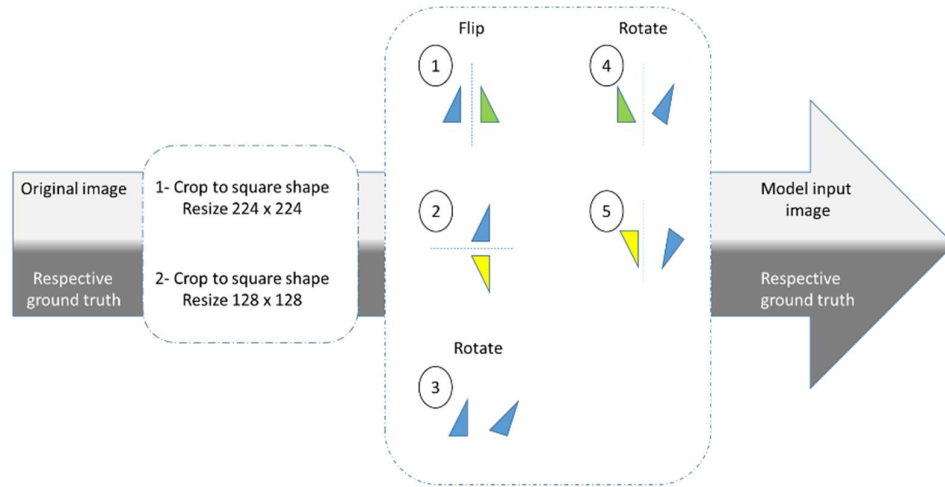 Original image
Respective
ground truth
1- Crop to square shape
Resize 224 x 224
2- Crop to square shape
Resize 128 x 128
Flip
1
2
Rotate
3
Rotate
4
5
Model input
image
Respective
ground truth